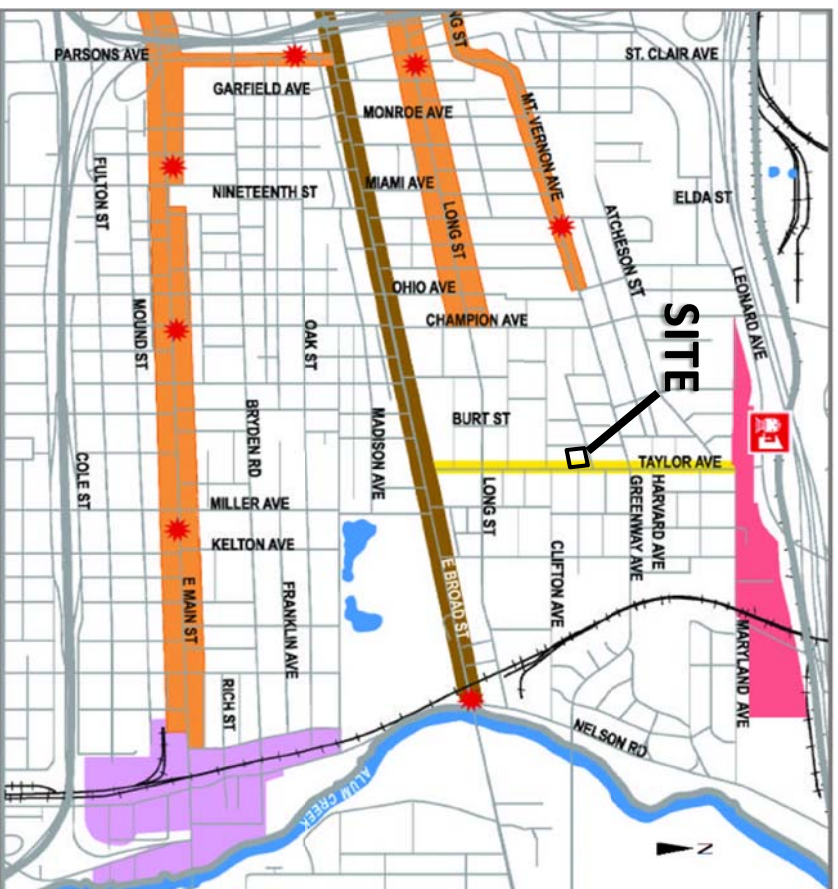 NG ST
PARSONS AVE
ST. CLAIR AVE
GARFIELD AVE
MONROE AVE
MT. VERNON AVE
FULTON ST
MIAMI AVE
NINETEENTH ST
ELDA ST
LONG ST
ATCHESON ST
OHIO AVE
LEONARD AVE
CHAMPION AVE
MOUND ST
OAK ST
SITE
BRYDEN RD
MADISON AVE
BURT ST
TAYLOR AVE
COLE ST
MILLER AVE
LONG ST
GREENWAY AVE
HARVARD AVE
KELTON AVE
E MAIN ST
FRANKLIN AVE
E BROAD ST
CLIFTON AVE
MARYLAND AVE
RICH ST
NELSON RD
ALUM CREEK
N